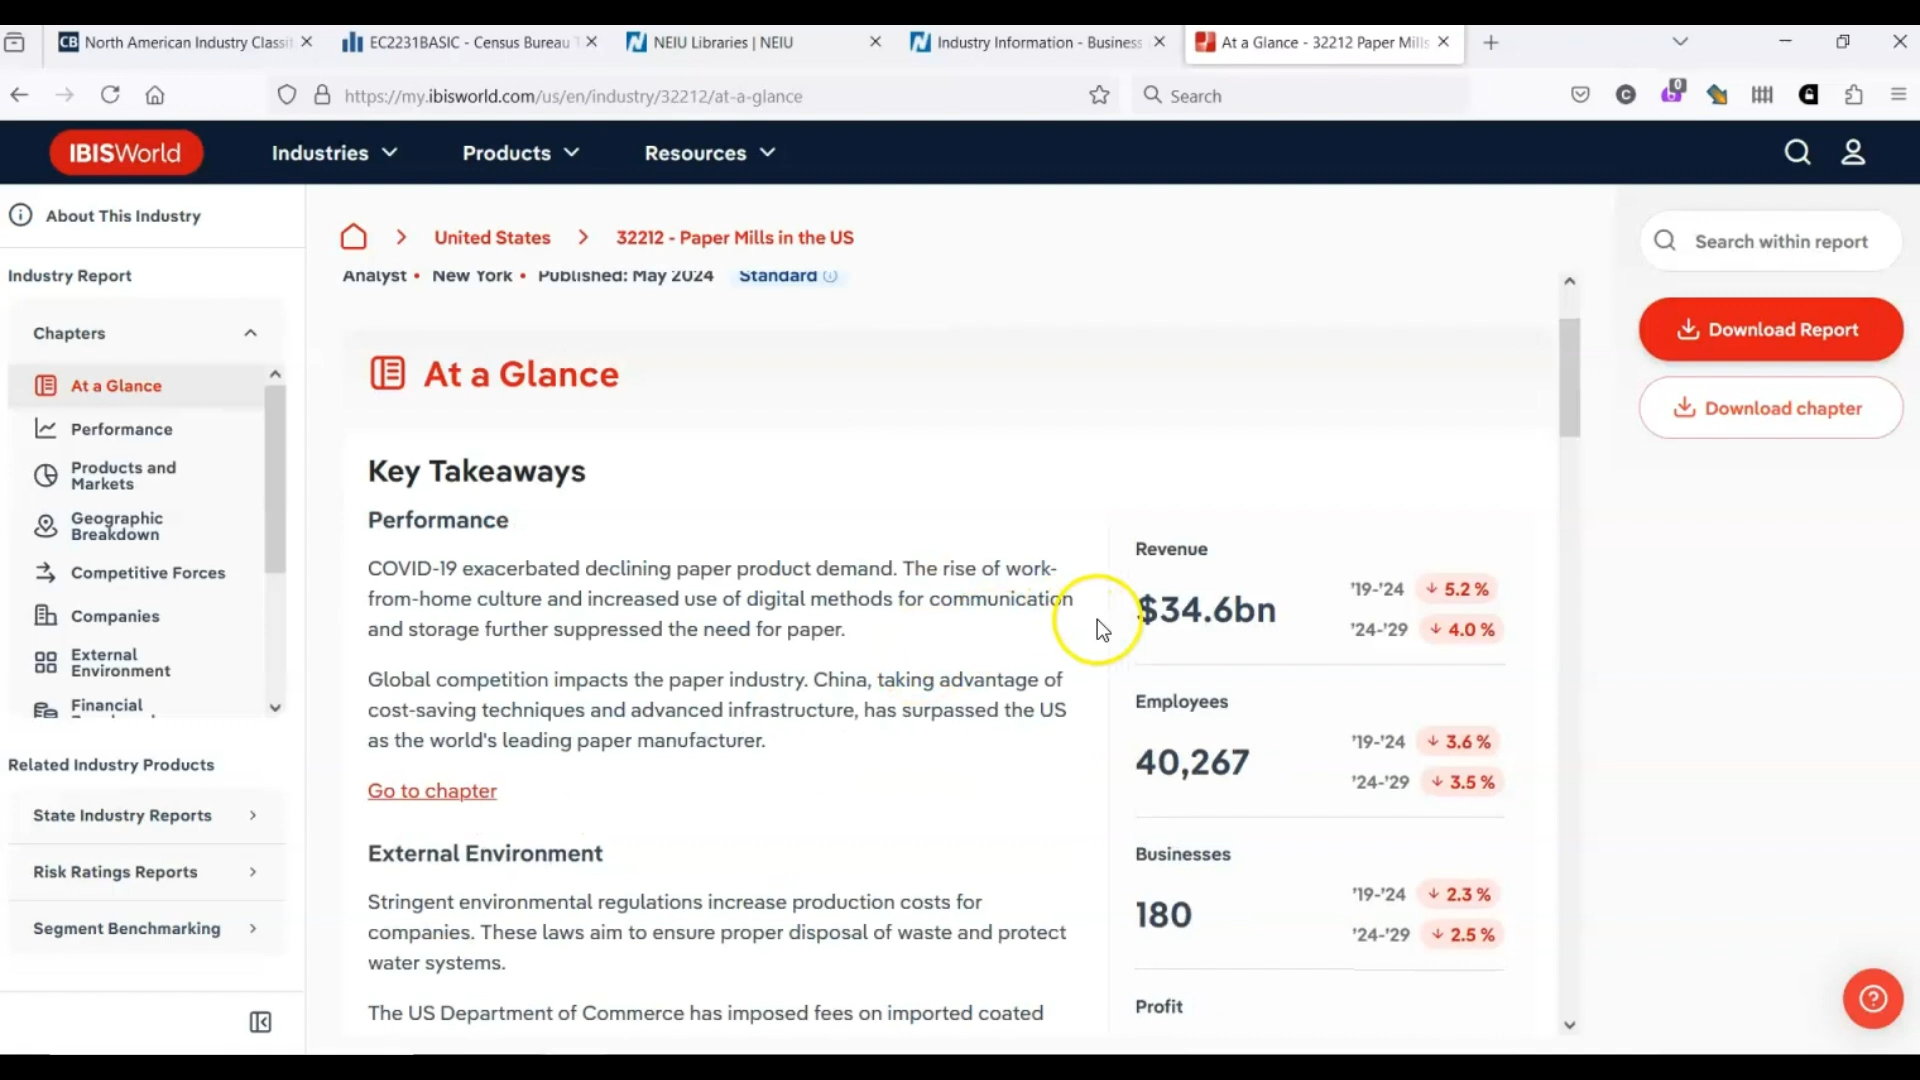 CB North American Industry Classif
EC2231BASIC - Census Bureau T
NEIU Libraries | NEIU
Industry Information - Business
At a Glance - 32212 Paper Mills
https://my.ibisworld.com/us/en/industry/32212/at-a-glance
Search
0
IBISWorld
Industries
Products
Resources
About This Industry
Industry Report
Chapters
At a Glance
Performance
Products and
Markets
Geographic
Breakdown
Competitive Forces
Companies
External
Environment
Financial
Related Industry Products
State Industry Reports
Risk Ratings Reports
Segment Benchmarking
United States
32212 - Paper Mills in the US
Analyst • New York • Published: May 2024 Standard
At a Glance
Key Takeaways
Performance
COVID-19 exacerbated declining paper product demand. The rise of work-
from-home culture and increased use of digital methods for communication
and storage further suppressed the need for paper.
Global competition impacts the paper industry. China, taking advantage of
cost-saving techniques and advanced infrastructure, has surpassed the US
as the world's leading paper manufacturer.
Go to chapter
External Environment
Stringent environmental regulations increase production costs for
companies. These laws aim to ensure proper disposal of waste and protect
water systems.
The US Department of Commerce has imposed fees on imported coated
Revenue
$34.6bn
'19-'24 ↓ 5.2 %
'24-'29 ↓ 4.0 %
Employees
40,267
'19-'24 ↓ 3.6 %
'24-'29 ↓ 3.5 %
Businesses
180
'19-'24 ↓ 2.3 %
'24-'29 ↓ 2.5 %
Profit
Search within report
Download Report
Download chapter